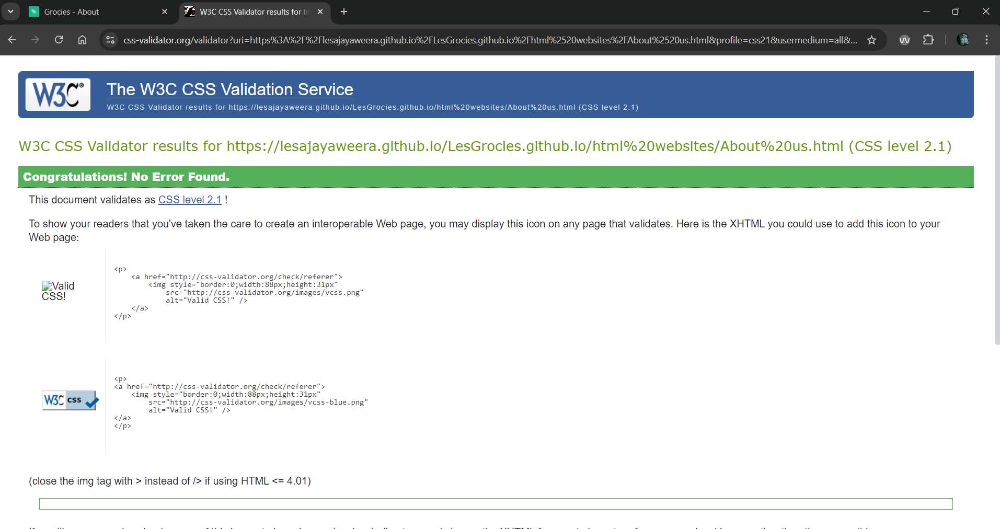 Grocies - About
W3C CSS Validator results for h
css-validator.org/validator?uri=https%3A%2F%2Flesajayaweera.github.io%2FLesGrocies.github.io%2Fhtml%2520websites%2FAbout%2520us.html&profile=css21&usermedium=all&...
W3C®
The W3C CSS Validation Service
W3C CSS Validator results for https://lesajayaweera.github.io/LesGrocies.github.io/html%20websites/About%20us.html (CSS level 2.1)
W3C CSS Validator results for https://lesajayaweera.github.io/LesGrocies.github.io/html%20websites/About%20us.html (CSS level 2.1)
Congratulations! No Error Found.
This document validates as CSS level 2.1 !
To show your readers that you've taken the care to create an interoperable Web page, you may display this icon on any page that validates. Here is the XHTML you could use to add this icon to your
Web page:
Valid
CSS!
<p>
<a href="http://css-validator.org/check/referer">
<img style="border:0;width:88px;height:31px"
src="http://css-validator.org/images/vcss.png"
alt="Valid CSS!" />
</a>
</p>
W3C css
<p>
<a href="http://css-validator.org/check/referer">
<img style="border:0;width:88px;height:31px"
src="http://css-validator.org/images/vcss-blue.png"
alt="Valid CSS!" />
</a>
</p>
(close the img tag with > instead of /> if using HTML <= 4.01)